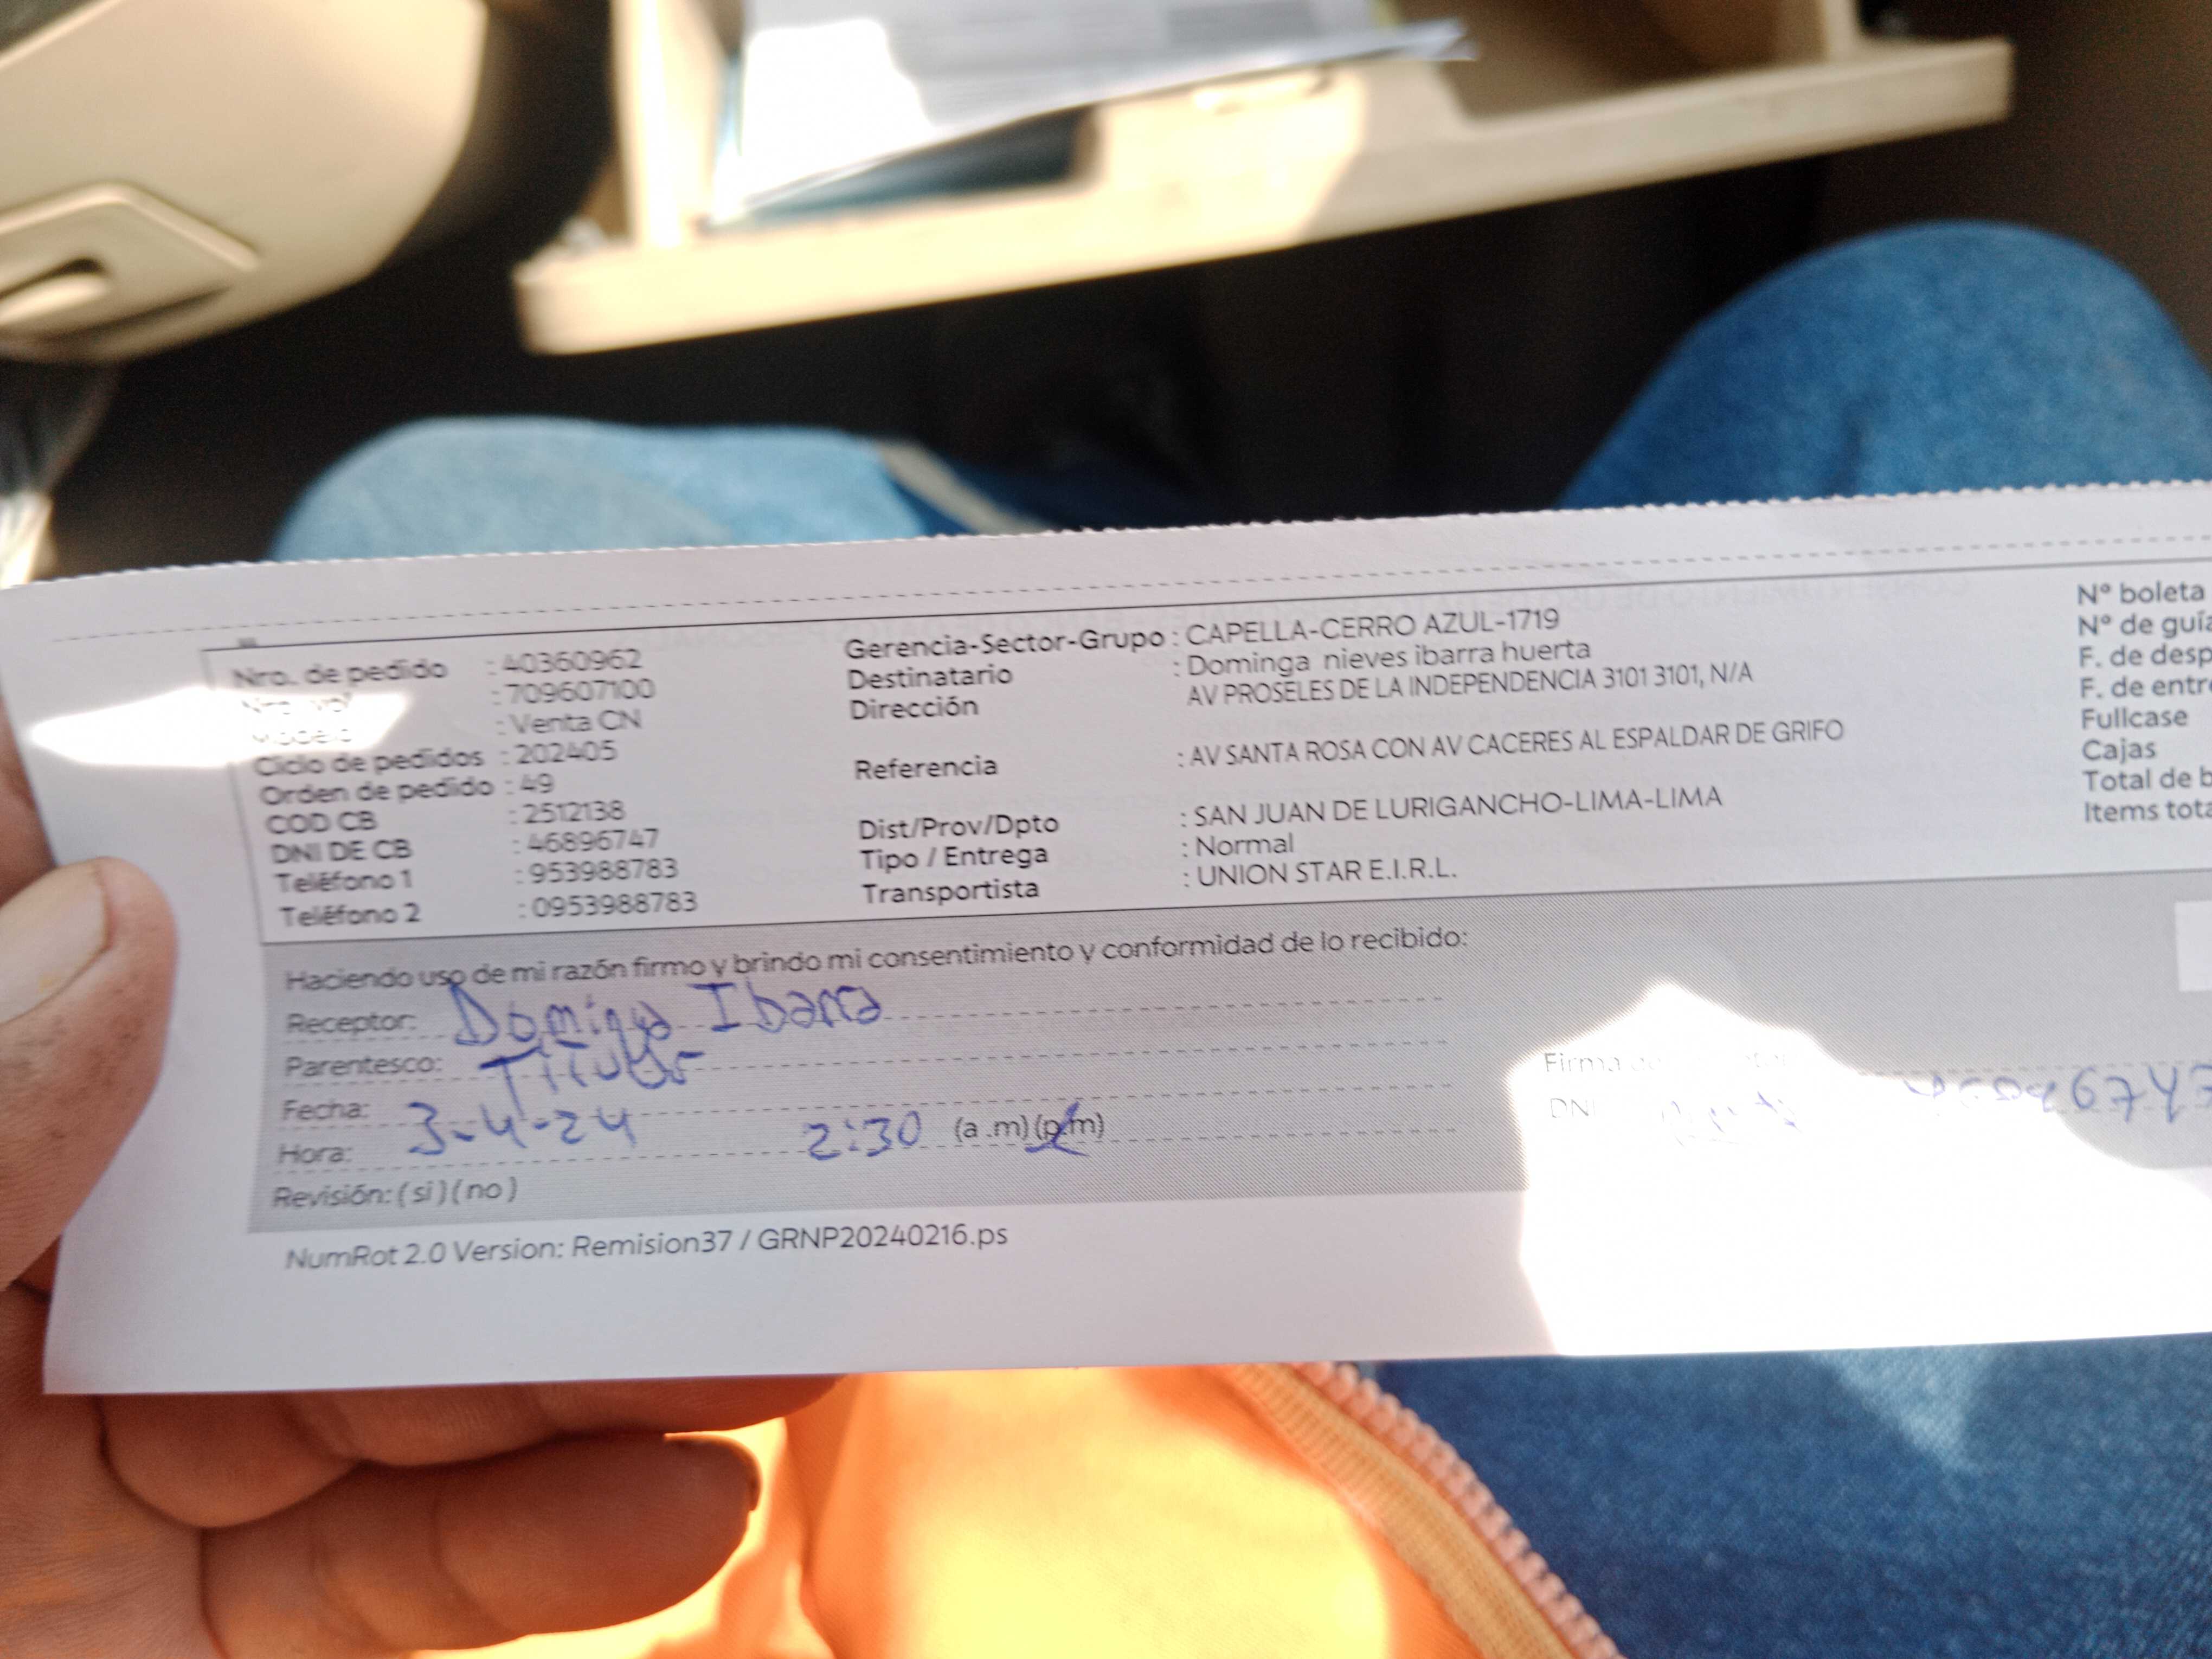 Nro. de pedido : 40360962
: 709607100
Modelo : Venta CN
Ciclo de pedidos : 202405
Orden de pedido : 49
COD CB : 2512138
DNI DE CB : 46896747
Teléfono 1 : 953988783
Teléfono 2 : 0953988783
Gerencia-Sector-Grupo : CAPELLA-CERRO AZUL-1719
Destinatario : Dominga nieves ibarra huerta
Dirección AV PROSELES DE LA INDEPENDENCIA 3101 3101, N/A
Referencia : AV SANTA ROSA CON AV CACERES AL ESPALDAR DE GRIFO
Dist/Prov/Dpto : SAN JUAN DE LURIGANCHO-LIMA-LIMA
Tipo / Entrega : Normal
Transportista : UNION STAR E.I.R.L.
Nº boleta
Nº de guía
F. de desp
F. de entre
Fullcase
Cajas
Total de b
Items tota
Haciendo uso de mi razón firmo y brindo mi consentimiento y conformidad de lo recibido:
Receptor: Dominga Ibarra
Parentesco: Titular
Fecha: 3-4-24
Hora: 2:30 (a .m) (p.m)
Revisión: ( si ) ( no )
Firma
DNI
NumRot 2.0 Version: Remision37 / GRNP20240216.ps